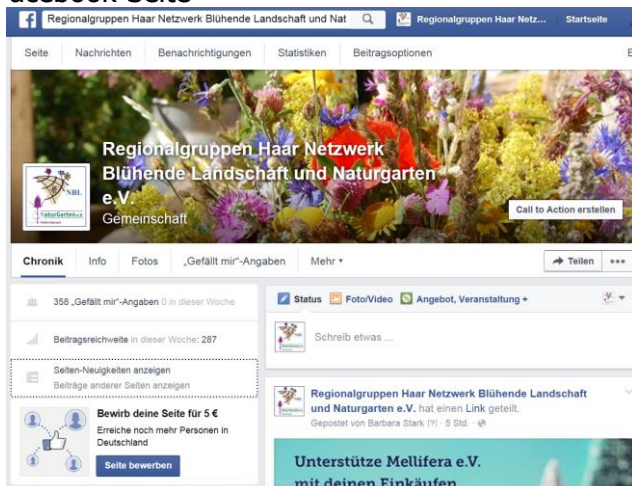 acebook-Seite
Regionalgruppen Haar Netzwerk Blühende Landschaft und Nat
Regionalgruppen Haar Netz...
Startseite
Seite Nachrichten Benachrichtigungen Statistiken Beitragsoptionen
Regionalgruppen Haar Netzwerk
Blühende Landschaft und Naturgarten
e.V.
Gemeinschaft
NBL
NaturGarten e.V.
Call to Action erstellen
Chronik Info Fotos „Gefällt mir“-Angaben Mehr
Teilen
358 „Gefällt mir“-Angaben 0 in dieser Woche
Beitragsreichweite in dieser Woche: 287
Seiten-Neuigkeiten anzeigen
Beiträge anderer Seiten anzeigen
Bewirb deine Seite für 5 €
Erreiche noch mehr Personen in
Deutschland
Seite bewerben
Status Foto/Video Angebot, Veranstaltung +
Schreib etwas ...
Regionalgruppen Haar Netzwerk Blühende Landschaft
und Naturgarten e.V. hat einen Link geteilt.
Gepostet von Barbara Stark [?] · 5 Std. ·
Unterstütze Mellifera e.V.
mit deinen Einkäufen